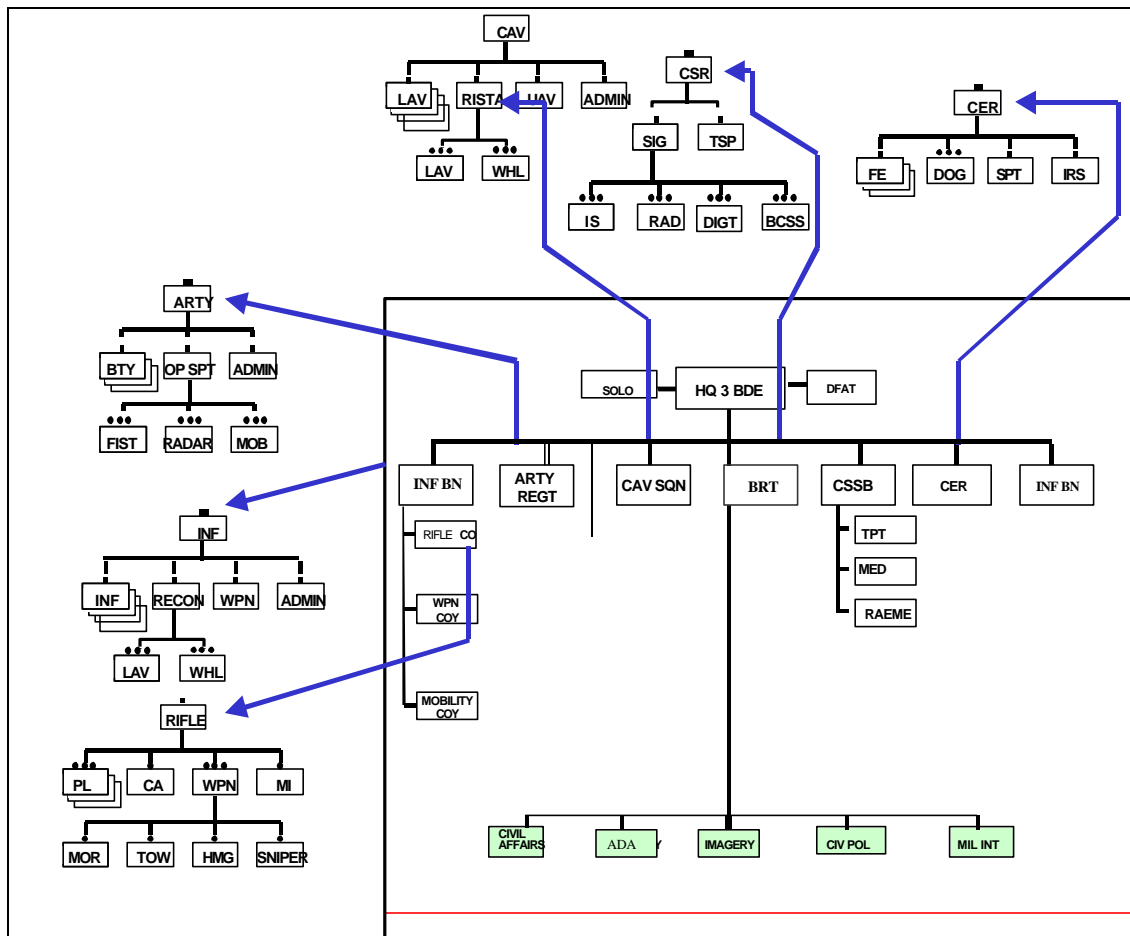 CAV
LAV RISTA UAV ADMIN
LAV WHL
CSR
SIG TSP
IS RAD DIGT BCSS
CER
FE DOG SPT IRS
ARTY
BTY OP SPT ADMIN
FIST RADAR MOB
INF
INF RECON WPN ADMIN
LAV WHL
RIFLE
PL CA WPN MI
MOR TOW HMG SNIPER
SOLO HQ 3 BDE DFAT
INF BN
ARTY
REGT
CAV SQN
BRT
CSSB
CER
INF BN
RIFLE CO
WPN
COY
MOBILITY
COY
TPT
MED
RAEME
CIVIL
AFFAIRS
ADA Y
IMAGERY
CIV POL
MIL INT